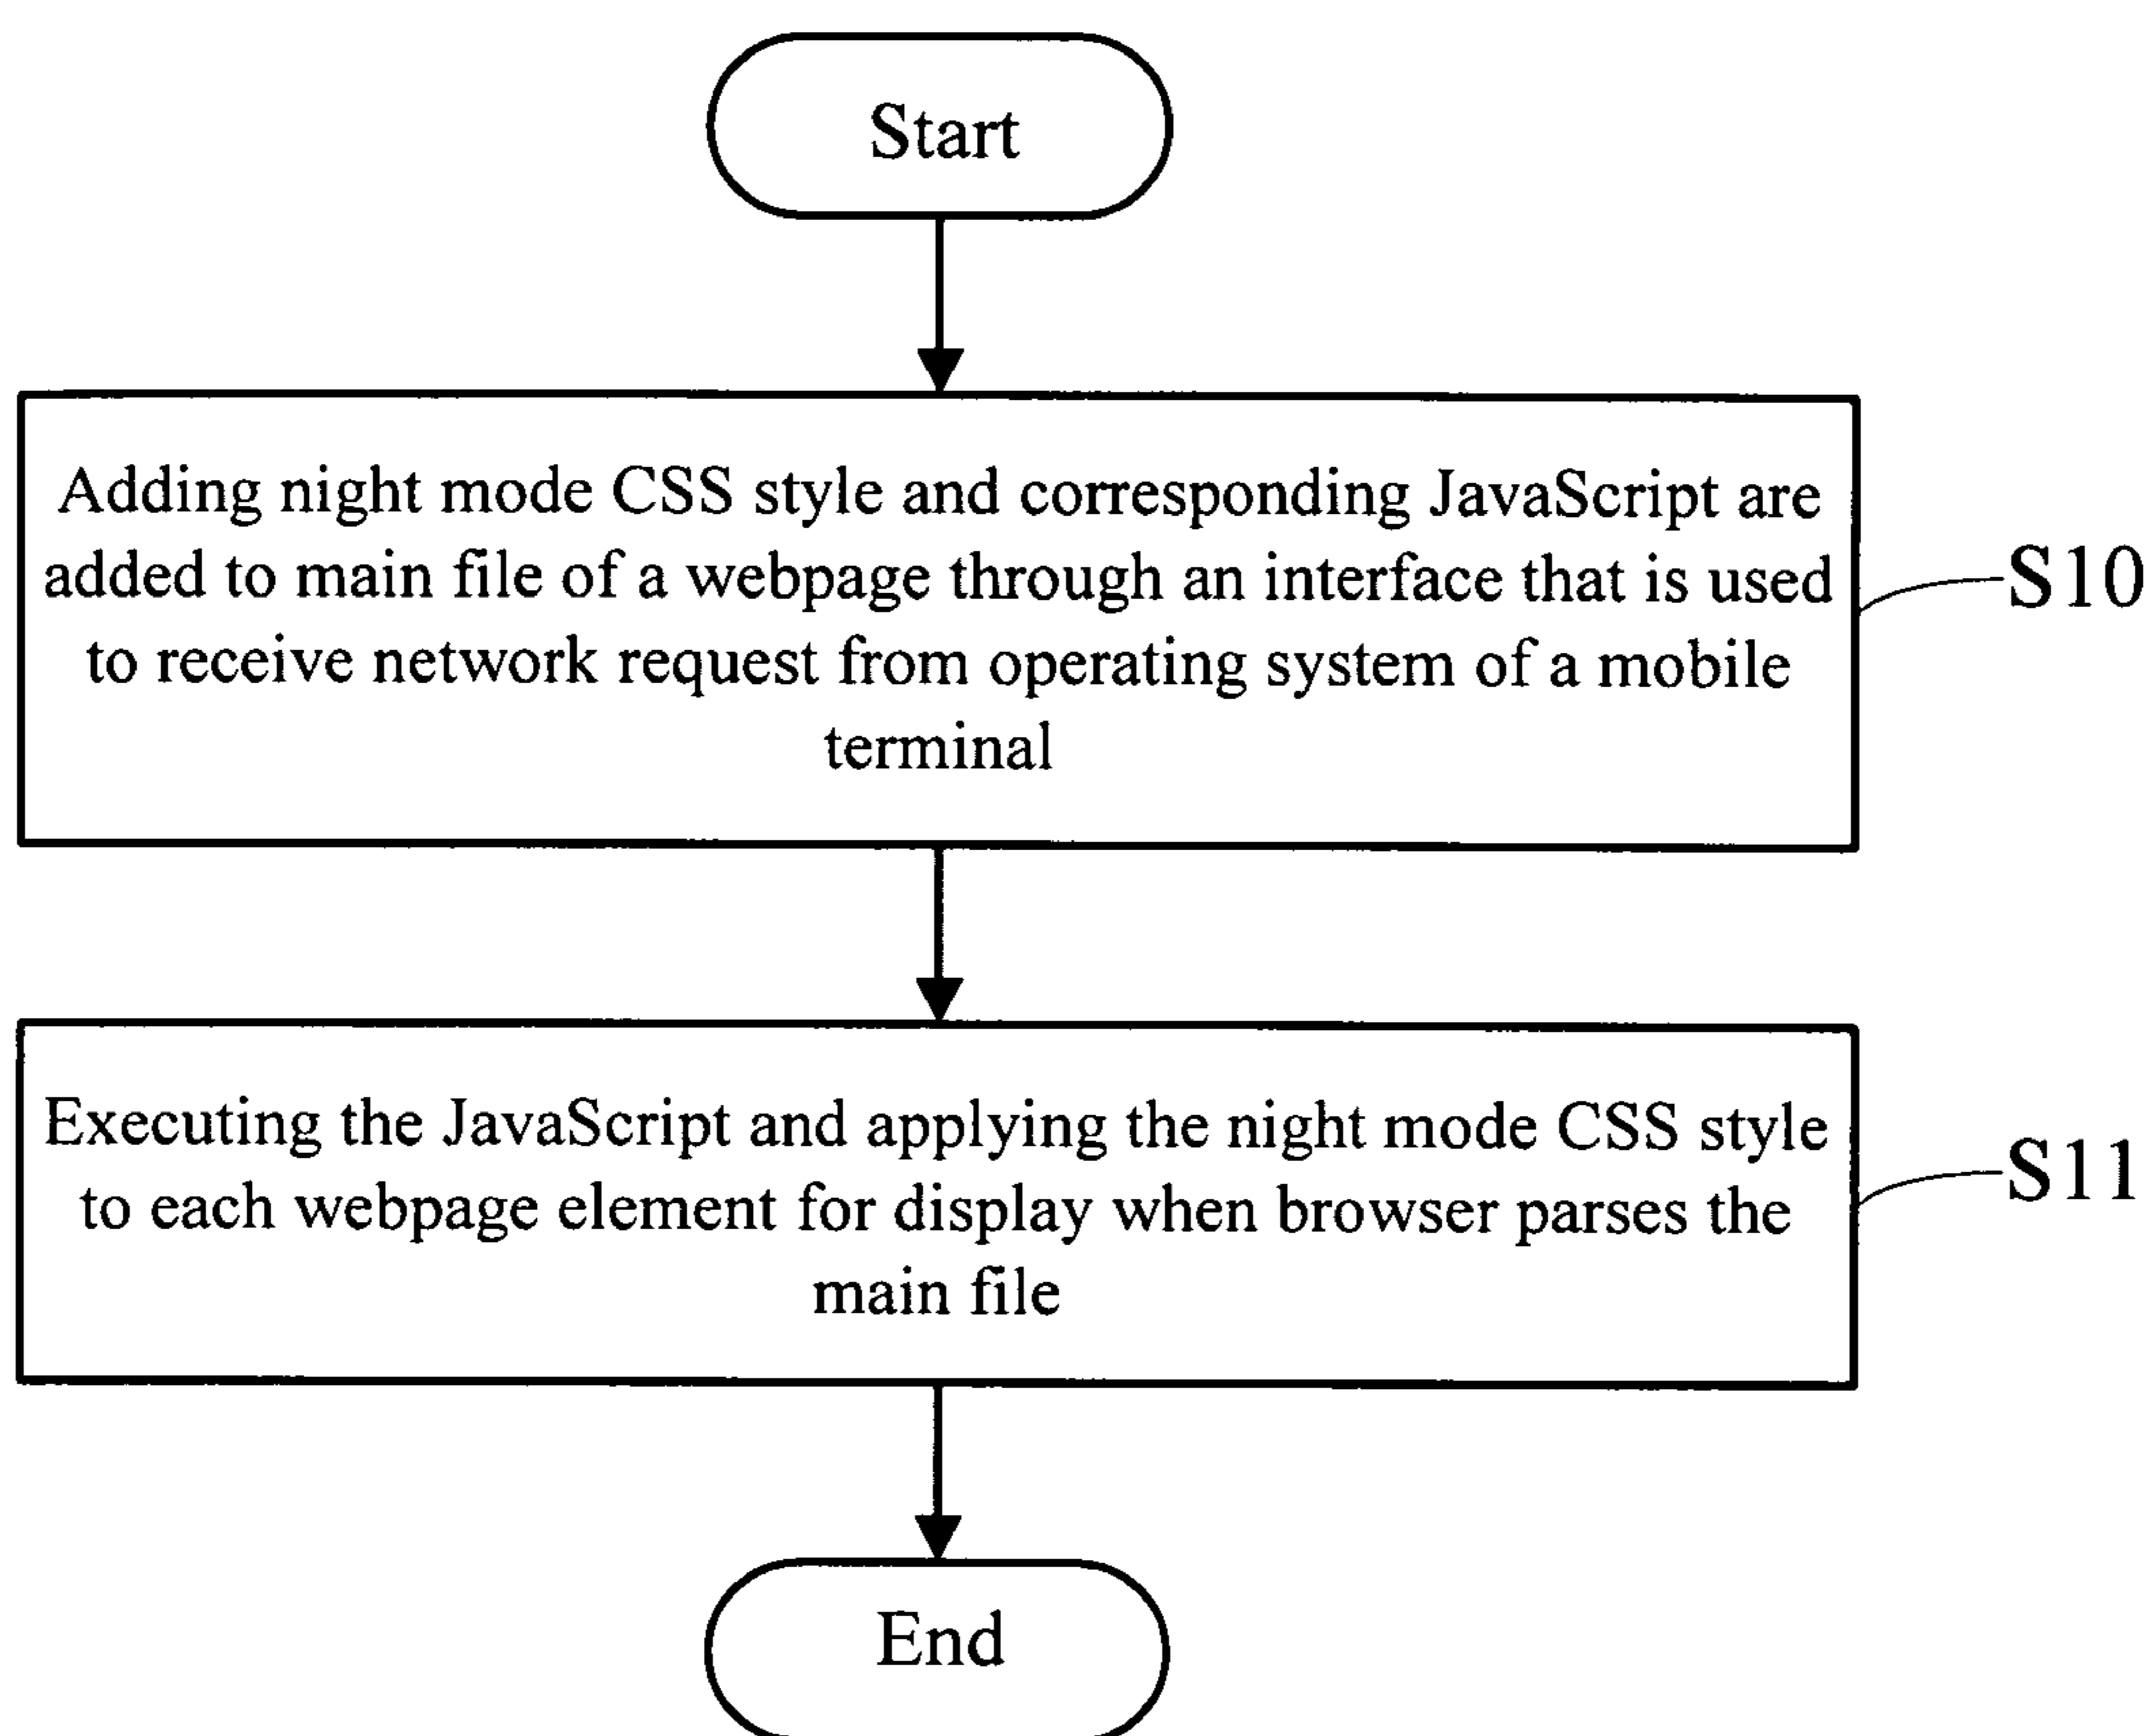 Start
Adding night mode CSS style and corresponding JavaScript are
added to main file of a webpage through an interface that is used
to receive network request from operating system of a mobile
terminal
S10
Executing the JavaScript and applying the night mode CSS style
to each webpage element for display when browser parses the
main file
S11
End